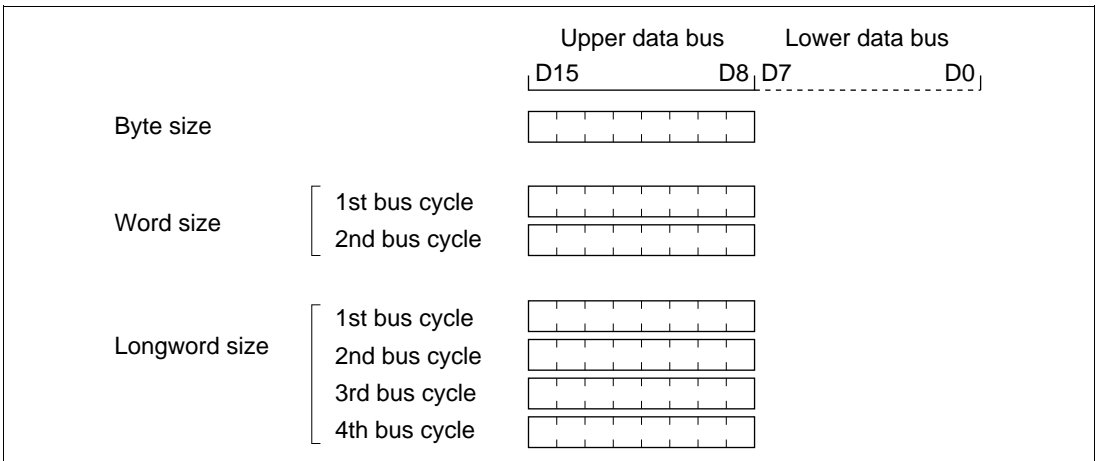 Upper data bus Lower data bus
D15 D8 D7 D0
Byte size
1st bus cycle
Word size
2nd bus cycle
1st bus cycle
Longword size
2nd bus cycle
3rd bus cycle
4th bus cycle